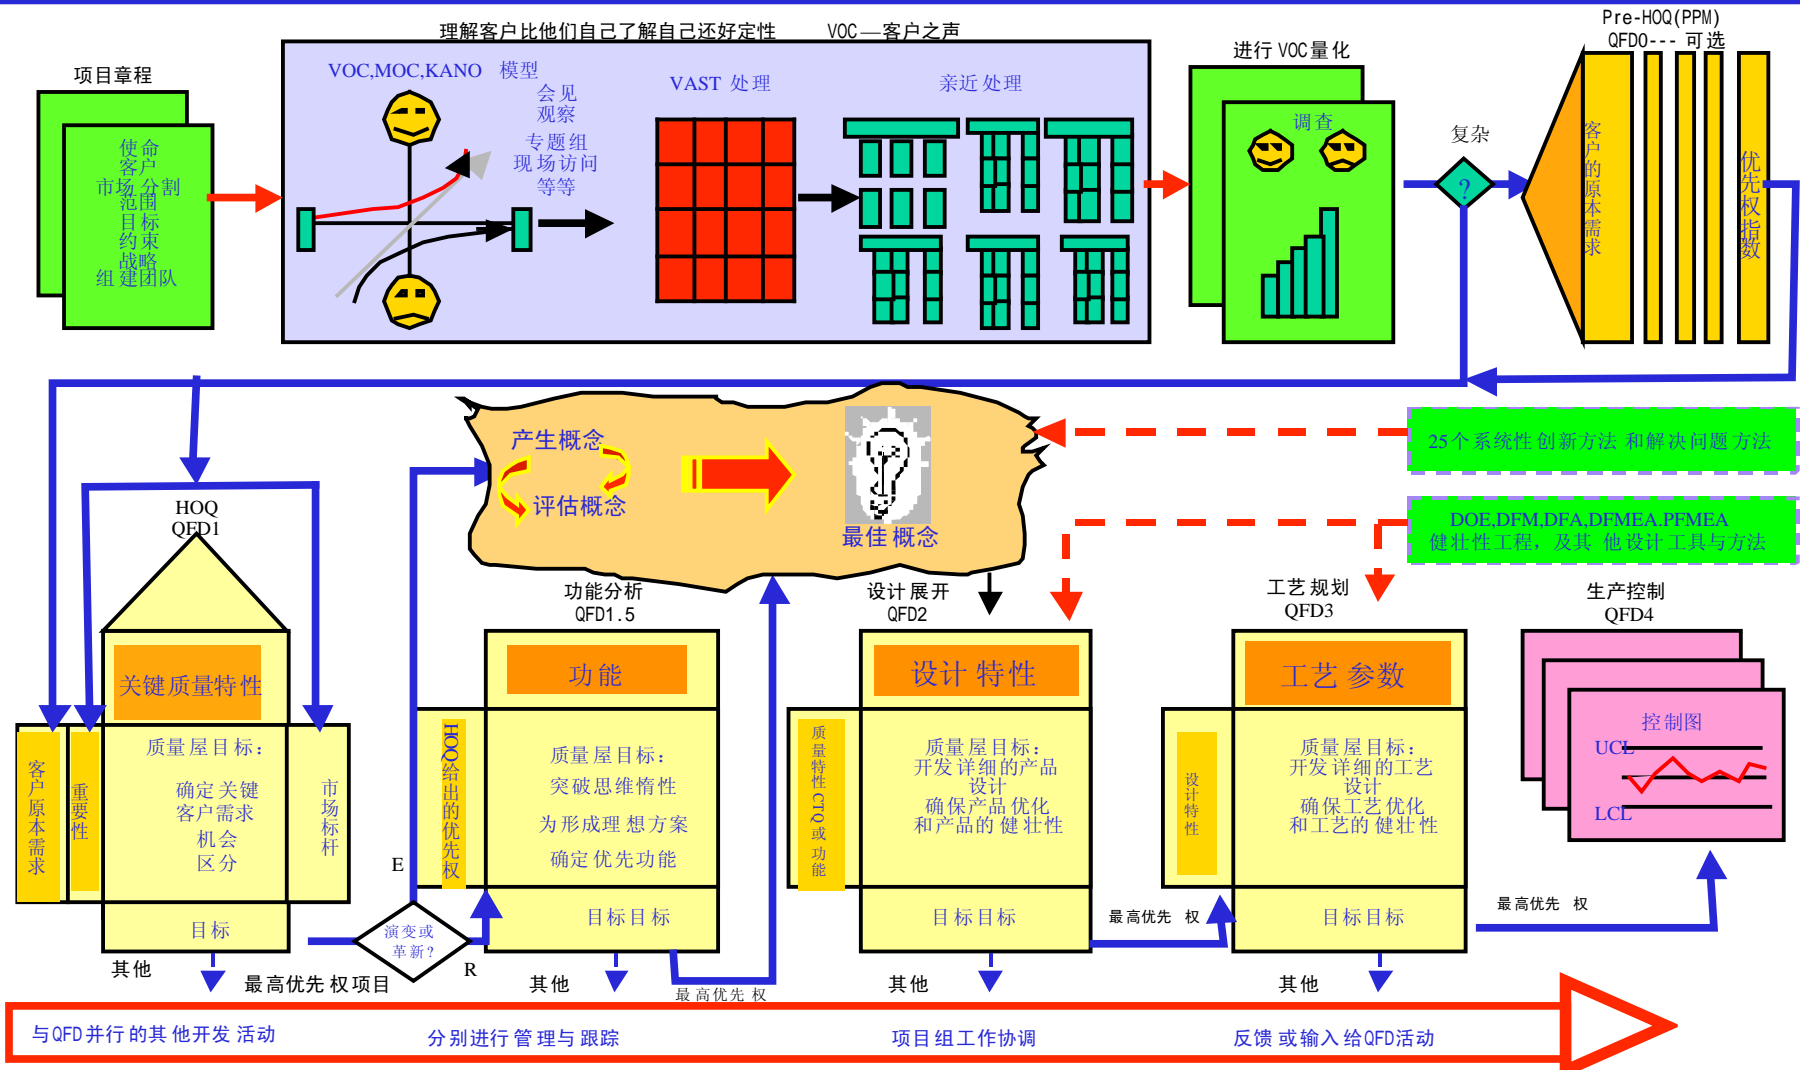 理解客户比他们自己了解自己还好定性 VOC—客户之声
Pre-HOQ(PPM)
QFD0--- 可选
进行 VOC量化
项目章程
使命
客户
市场 分割
范围
目标
约束
战略
组 建团队
VOC,MOC,KANO 模型
会见
观察
专题组
现场访问
等等
VAST 处理
亲近处理
调查
复杂
?
客户的原本需求
优先权指数
25个系统性创新方法 和解决问题方法
DOE,DFM,DFA,DFMEA.PFMEA
健壮性工程，及其 他设计工具与方法
产生概念
评估概念
最佳 概念
HOQ
QFD1
关键质量特性
客户原本需求
重要性
质量屋目标：
确定关键
客户需求
机会
区分
市场标杆
目标
其他
最高优先 权项目
演变或
革新?
E
R
功能分析
QFD1.5
功能
HOQ给出的优先权
质量屋目标：
突破思维惰性
为形成理想方案
确定优先功能
目标目标
其他
最高优先 权
设计展开
QFD2
设计 特性
质量特性CTQ或功能
质量屋目标：
开发详细的产品
设计
确保产品优化
和产品的 健壮性
目标目标
其他
最高优先 权
工艺 规划
QFD3
工艺 参数
设计特性
质量屋目标：
开发详细的工艺
设计
确保工艺优化
和工艺的 健壮性
目标目标
其他
最高优先 权
生产控制
QFD4
控制图
UCL
LCL
与QFD并行的其他开发 活动
分别进行管理与跟踪
项目组工作协调
反馈 或输入给QFD活动